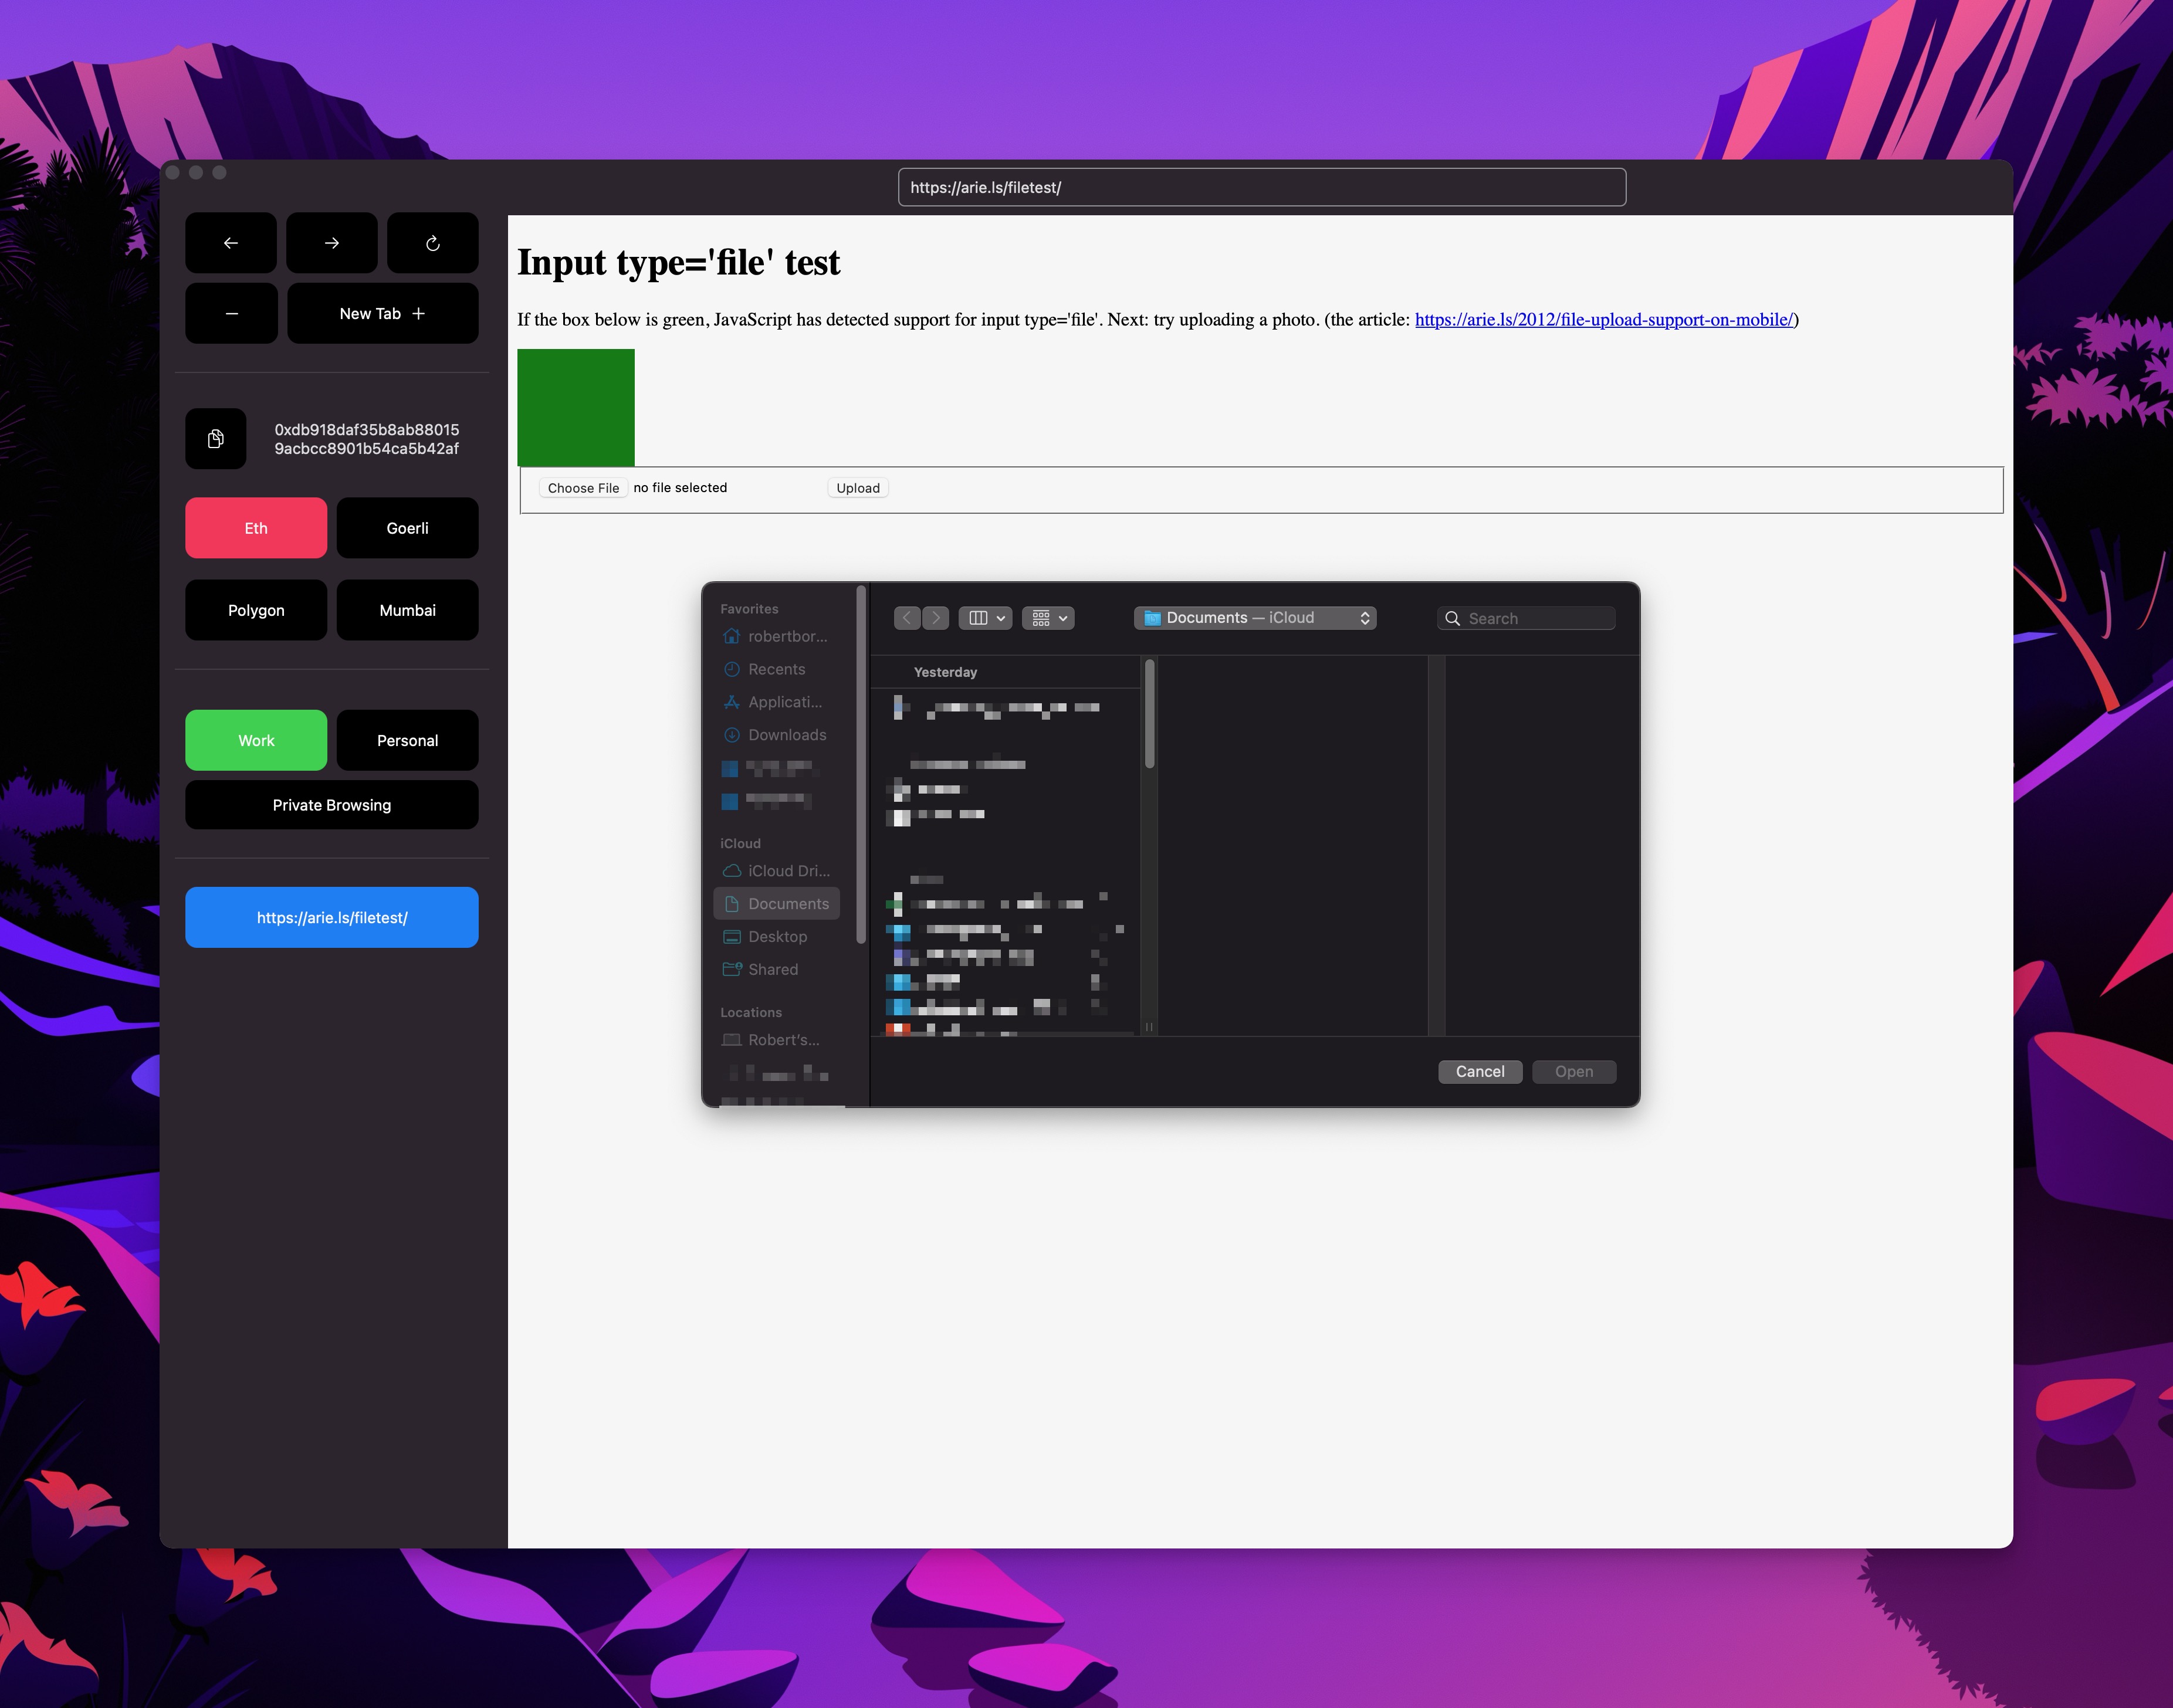 https://arie.ls/filetest/
New Tab
0xdb918daf35b8ab88015
9acbcc8901b54ca5b42af
Eth
Goerli
Polygon
Mumbai
Work
Personal
Private Browsing
https://arie.ls/filetest/
Input type='file' test
If the box below is green, JavaScript has detected support for input type='file'. Next: try uploading a photo. (the article: https://arie.ls/2012/file-upload-support-on-mobile/)
Choose File no file selected Upload
Favorites
robertbor...
Recents
Applicati...
Downloads
iCloud
iCloud Dri...
Documents
Desktop
Shared
Locations
Robert's...
Documents — iCloud
Search
Yesterday
Cancel
Open